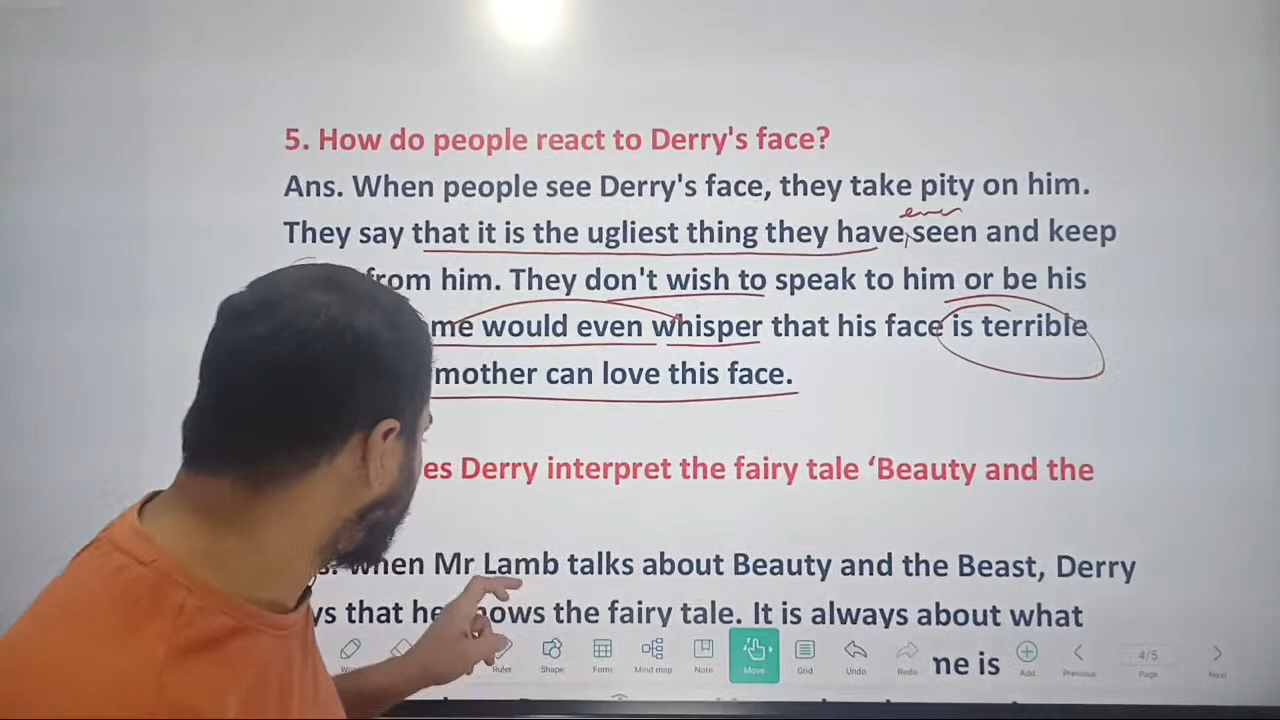 5. How do people react to Derry's face?
Ans. When people see Derry's face, they take pity on him.
ever
They say that it is the ugliest thing they have seen and keep
from him. They don't wish to speak to him or be his
me would even whisper that his face is terrible
mother can love this face.
es Derry interpret the fairy tale ‘Beauty and the
when Mr Lamb talks about Beauty and the Beast, Derry
ys that he nows the fairy tale. It is always about what
ne is
Ruler Shape Form Mind map Note Move Grid Undo Redo Add Previous 4/5 Page Next